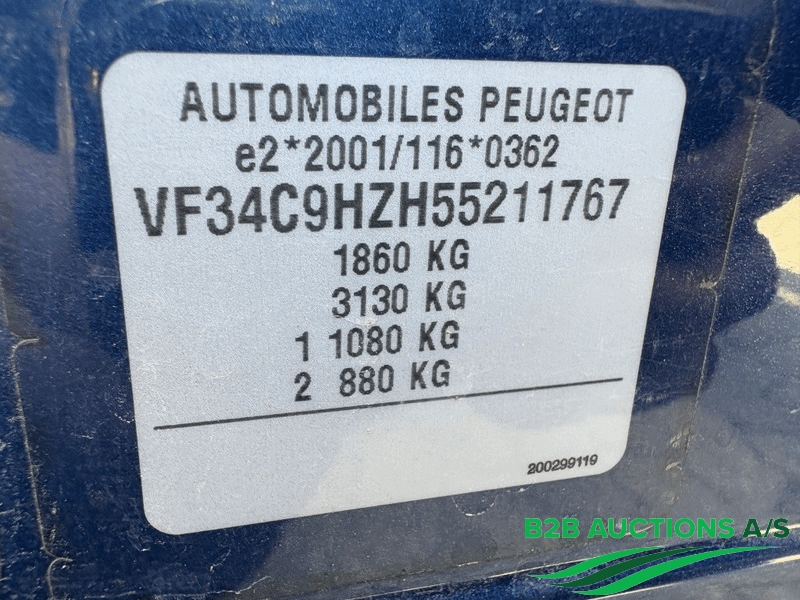 AUTOMOBILES PEUGEOT
e2*2001/116*0362
VF34C9HZH55211767
1860 KG
3130 KG
1 1080 KG
2 880 KG
200299119
B2B AUCTIONS A/S